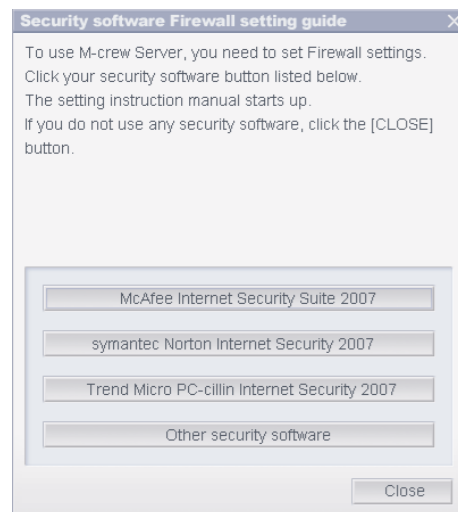 Security software Firewall setting guide
To use M-crew Server, you need to set Firewall settings.
Click your security software button listed below.
The setting instruction manual starts up.
If you do not use any security software, click the [CLOSE]
button.
McAfee Internet Security Suite 2007
symantec Norton Internet Security 2007
Trend Micro PC-cillin Internet Security 2007
Other security software
Close